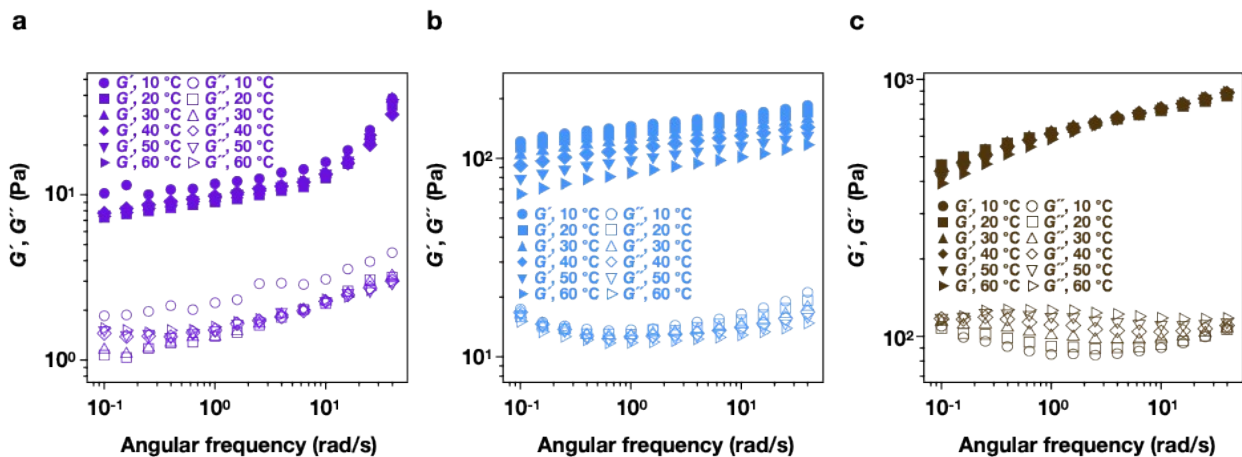 a
b
c
G′, G″ (Pa)
10¹
10⁰
G′, 10 °C G″, 10 °C
G′, 20 °C G″, 20 °C
G′, 30 °C G″, 30 °C
G′, 40 °C G″, 40 °C
G′, 50 °C G″, 50 °C
G′, 60 °C G″, 60 °C
10⁻¹ 10⁰ 10¹
Angular frequency (rad/s)
G′, G″ (Pa)
10²
10¹
G′, 10 °C G″, 10 °C
G′, 20 °C G″, 20 °C
G′, 30 °C G″, 30 °C
G′, 40 °C G″, 40 °C
G′, 50 °C G″, 50 °C
G′, 60 °C G″, 60 °C
10⁻¹ 10⁰ 10¹
Angular frequency (rad/s)
G′, G″ (Pa)
10³
10²
G′, 10 °C G″, 10 °C
G′, 20 °C G″, 20 °C
G′, 30 °C G″, 30 °C
G′, 40 °C G″, 40 °C
G′, 50 °C G″, 50 °C
G′, 60 °C G″, 60 °C
10⁻¹ 10⁰ 10¹
Angular frequency (rad/s)